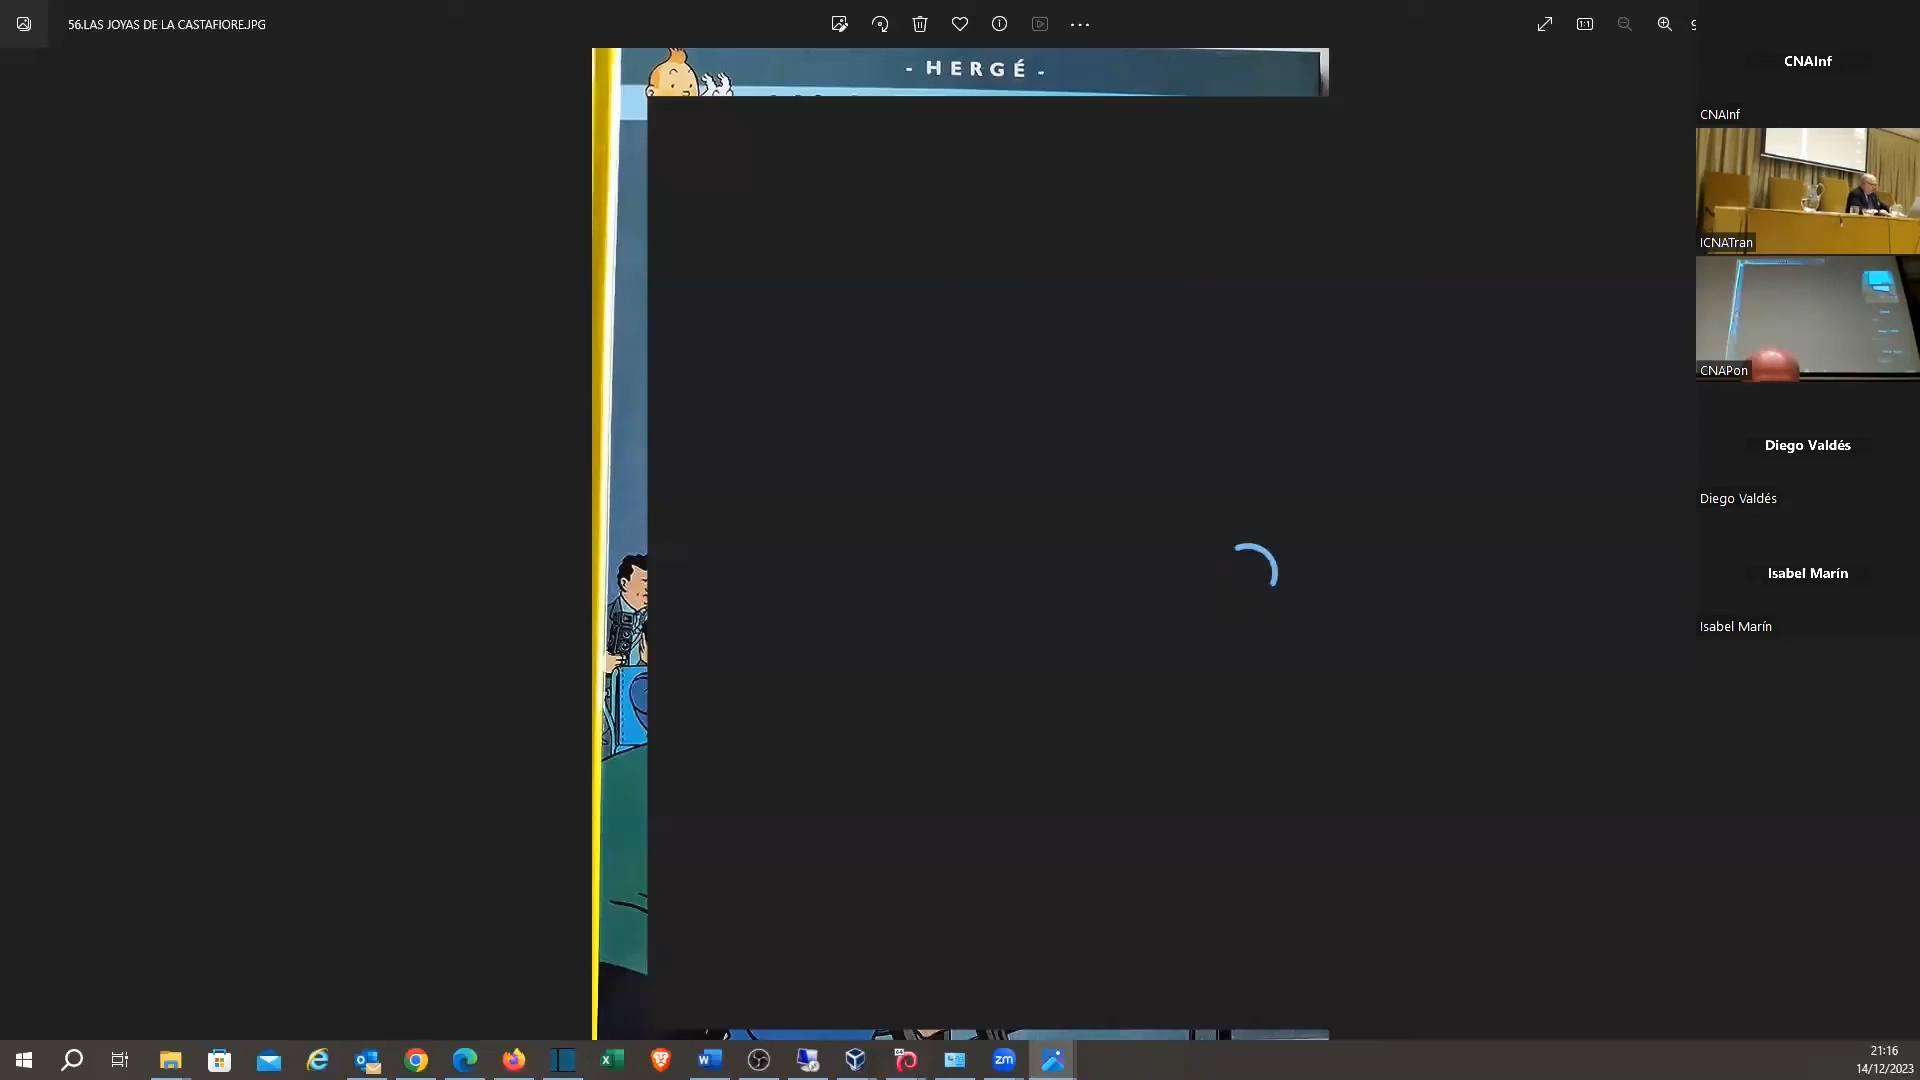 56.LAS JOYAS DE LA CASTAFIORE.JPG
- HERGÉ -
CNAInf
CNAInf
ICNATran
CNAPon
Diego Valdés
Diego Valdés
Isabel Marín
Isabel Marín
zm
21:16
14/12/2023